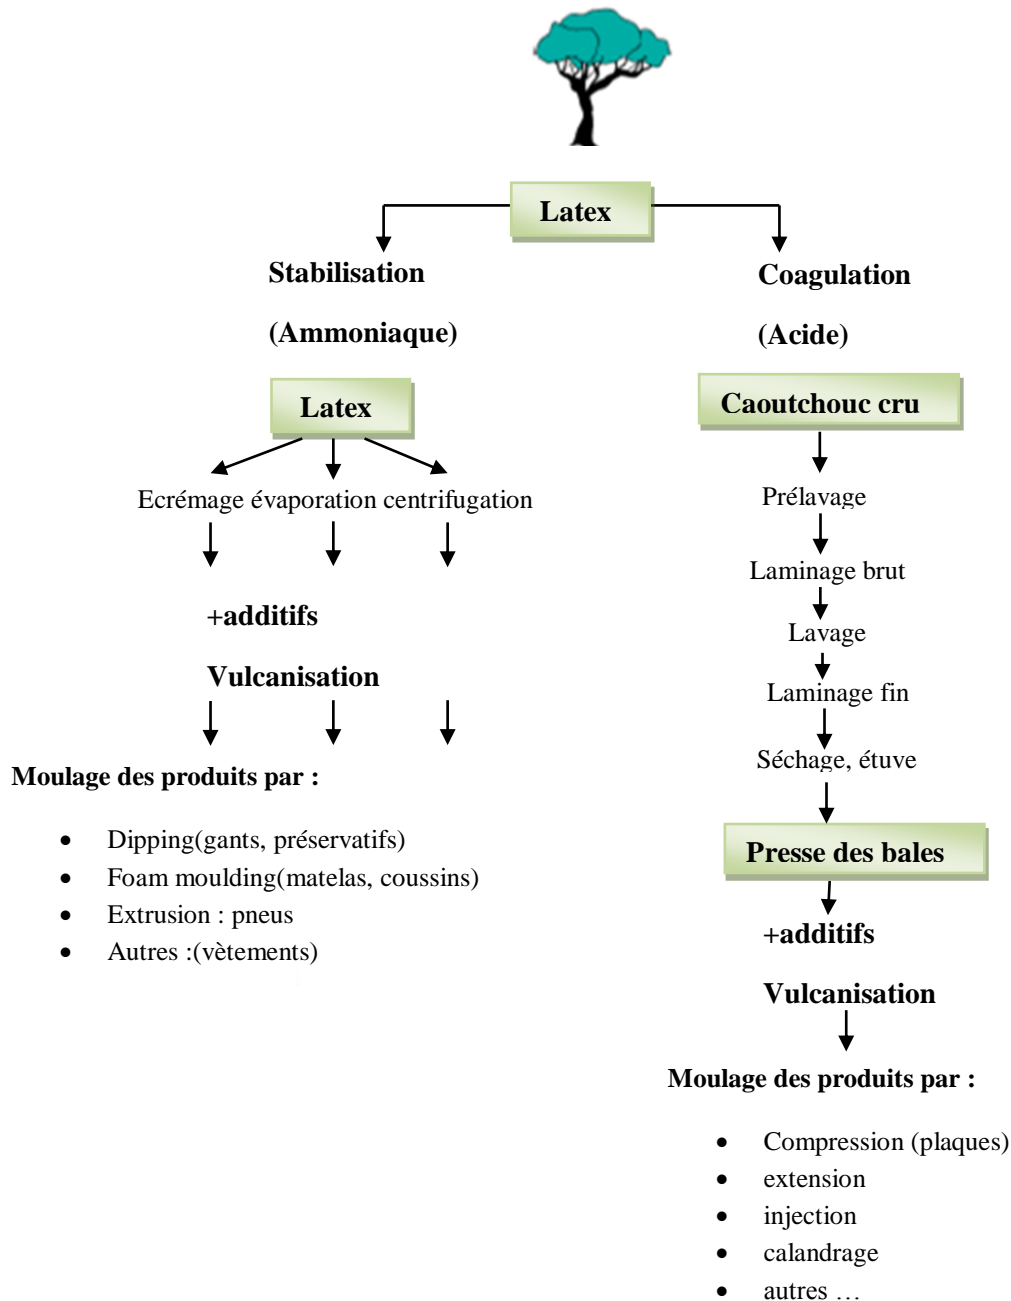 Latex
Stabilisation
(Ammoniaque)
Latex
Ecrémage évaporation centrifugation
+additifs
Vulcanisation
Moulage des produits par :
• Dipping(gants, préservatifs)
• Foam moulding(matelas, coussins)
• Extrusion : pneus
• Autres :(vètements)
Coagulation
(Acide)
Caoutchouc cru
Prélavage
Laminage brut
Lavage
Laminage fin
Séchage, étuve
Presse des bales
+additifs
Vulcanisation
Moulage des produits par :
• Compression (plaques)
• extension
• injection
• calandrage
• autres …